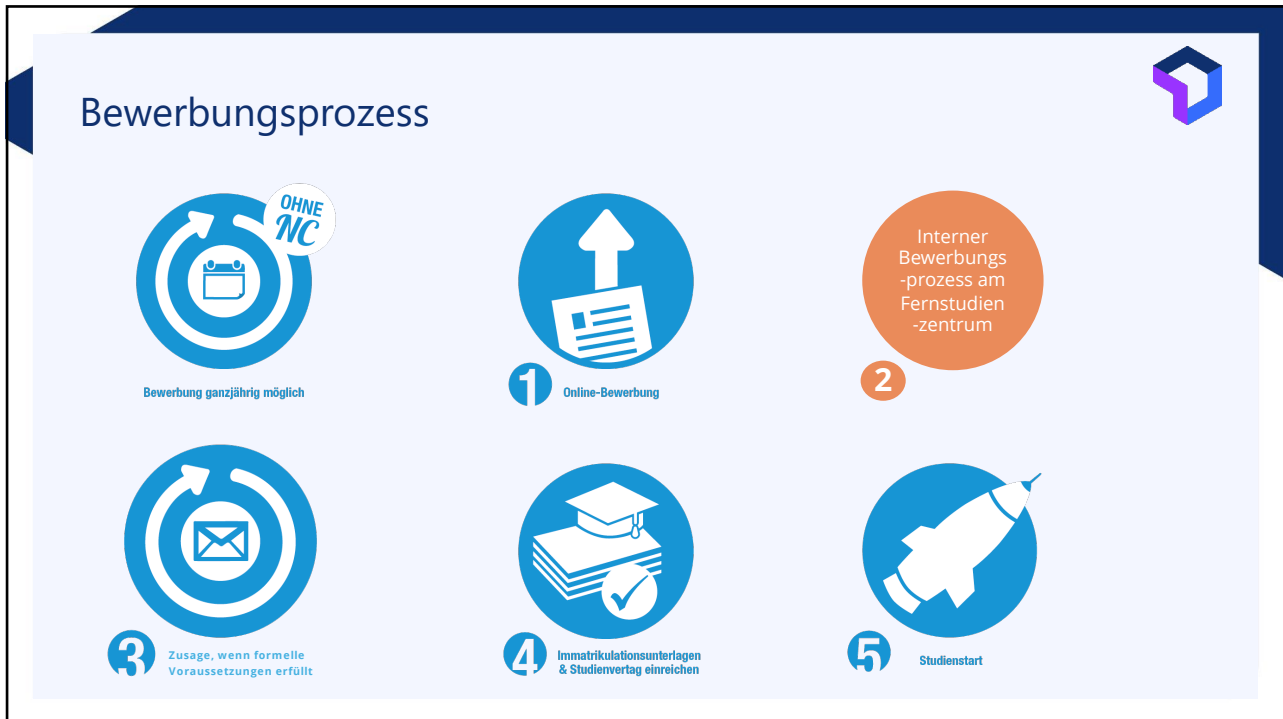 Bewerbungsprozess
OHNE
NC
Bewerbung ganzjährig möglich
1
Online-Bewerbung
Interner
Bewerbungs
-prozess am
Fernstudien
-zentrum
2
3
Zusage, wenn formelle
Voraussetzungen erfüllt
4
Immatrikulationsunterlagen
& Studienvertag einreichen
5
Studienstart